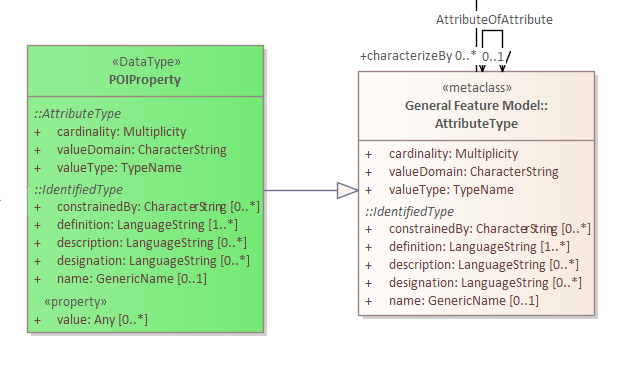 AttributeOfAttribute
+characterizeBy 0..* 0..1
«DataType»
POIProperty
::AttributeType
+ cardinality: Multiplicity
+ valueDomain: CharacterString
+ valueType: TypeName
::IdentifiedType
+ constrainedBy: CharacterString [0..*]
+ definition: LanguageString [1..*]
+ description: LanguageString [0..*]
+ designation: LanguageString [0..*]
+ name: GenericName [0..1]
«property»
+ value: Any [0..*]
«metaclass»
General Feature Model::
AttributeType
+ cardinality: Multiplicity
+ valueDomain: CharacterString
+ valueType: TypeName
::IdentifiedType
+ constrainedBy: CharacterString [0..*]
+ definition: LanguageString [1..*]
+ description: LanguageString [0..*]
+ designation: LanguageString [0..*]
+ name: GenericName [0..1]